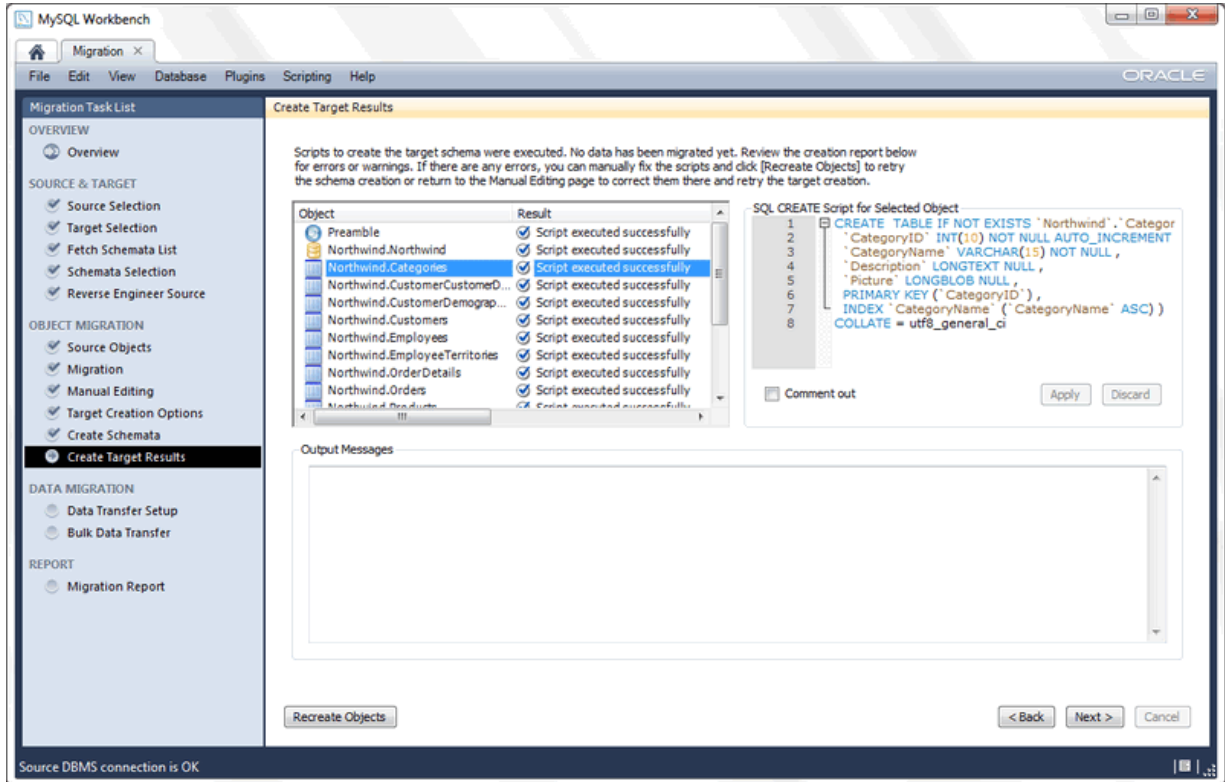 MySQL Workbench
Migration
File Edit View Database Plugins Scripting Help
ORACLE
Migration Task List
OVERVIEW
Overview
SOURCE & TARGET
Source Selection
Target Selection
Fetch Schemata List
Schemata Selection
Reverse Engineer Source
OBJECT MIGRATION
Source Objects
Migration
Manual Editing
Target Creation Options
Create Schemata
Create Target Results
DATA MIGRATION
Data Transfer Setup
Bulk Data Transfer
REPORT
Migration Report
Create Target Results
Scripts to create the target schema were executed. No data has been migrated yet. Review the creation report below
for errors or warnings. If there are any errors, you can manually fix the scripts and click [Recreate Objects] to retry
the schema creation or return to the Manual Editing page to correct them there and retry the target creation.
Object Result
Preamble Script executed successfully
Northwind.Northwind Script executed successfully
Northwind.Categories Script executed successfully
Northwind.CustomerCustomerD... Script executed successfully
Northwind.CustomerDemograp... Script executed successfully
Northwind.Customers Script executed successfully
Northwind.Employees Script executed successfully
Northwind.EmployeeTerritories Script executed successfully
Northwind.OrderDetails Script executed successfully
Northwind.Orders Script executed successfully
Northwind.Products Script executed successfully
SQL CREATE Script for Selected Object
1 CREATE TABLE IF NOT EXISTS `Northwind`.`Categor
2 `CategoryID` INT(10) NOT NULL AUTO_INCREMENT
3 `CategoryName` VARCHAR(15) NOT NULL ,
4 `Description` LONGTEXT NULL ,
5 `Picture` LONGBLOB NULL ,
6 PRIMARY KEY (`CategoryID`) ,
7 INDEX `CategoryName` (`CategoryName` ASC) )
8 COLLATE = utf8_general_ci
Comment out
Apply Discard
Output Messages
Recreate Objects
< Back Next > Cancel
Source DBMS connection is OK